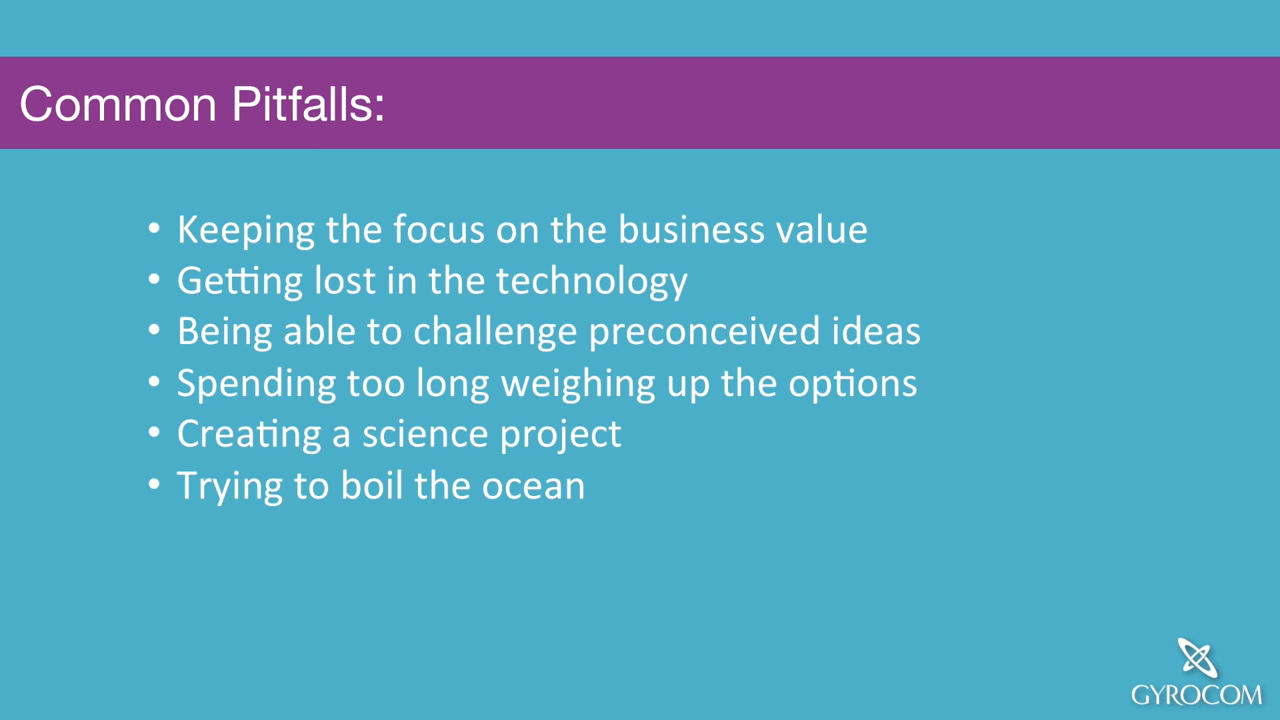 Common Pitfalls:
• Keeping the focus on the business value
• Getting lost in the technology
• Being able to challenge preconceived ideas
• Spending too long weighing up the options
• Creating a science project
• Trying to boil the ocean
GYROCOM